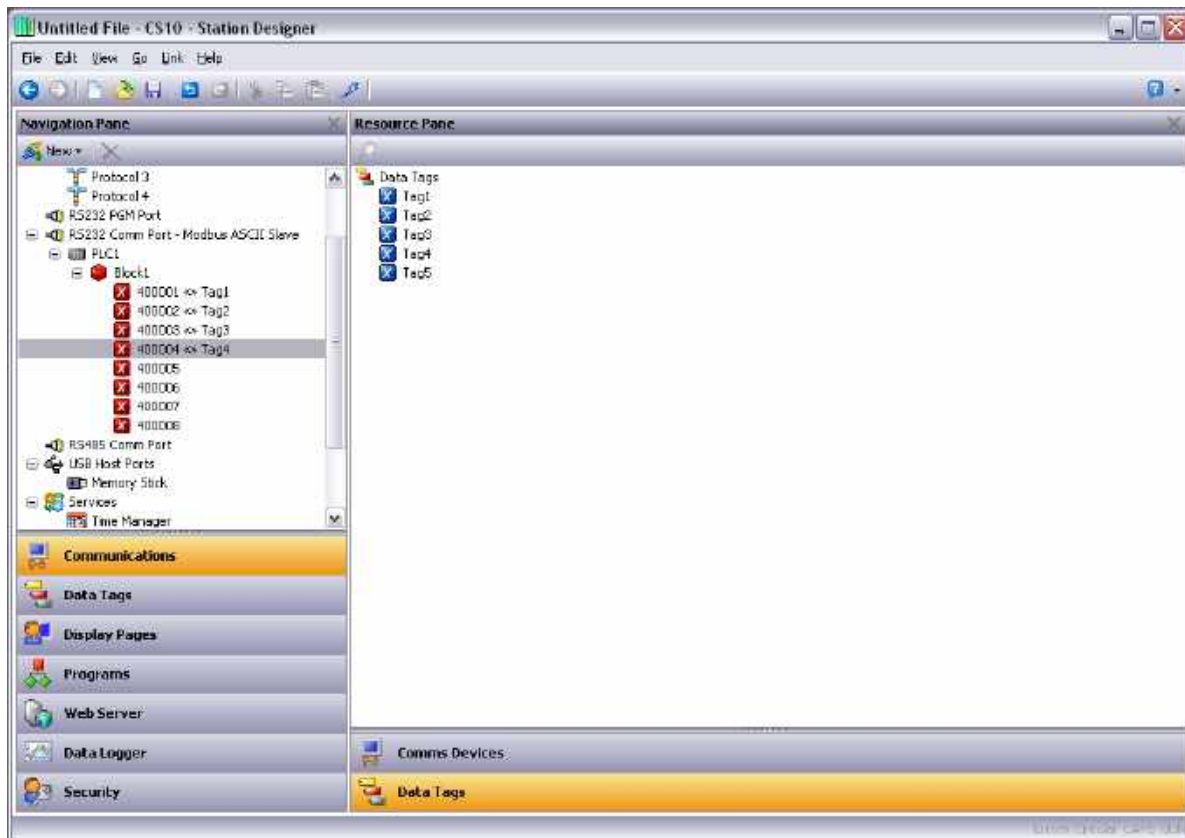 Untitled File - CS10 - Station Designer
File Edit View Go Link Help
Navigation Pane
New
Protocol 3
Protocol 4
RS232 PGM Port
RS232 Comm Port - Modbus ASCII Slave
PLC1
Block1
400001 <> Tag1
400002 <> Tag2
400003 <> Tag3
400004 <> Tag4
400005
400006
400007
400008
RS485 Comm Port
USB Host Ports
Memory Stick
Services
Time Manager
Communications
Data Tags
Display Pages
Programs
Web Server
Data Logger
Security
Resource Pane
Data Tags
Tag1
Tag2
Tag3
Tag4
Tag5
Comms Devices
Data Tags